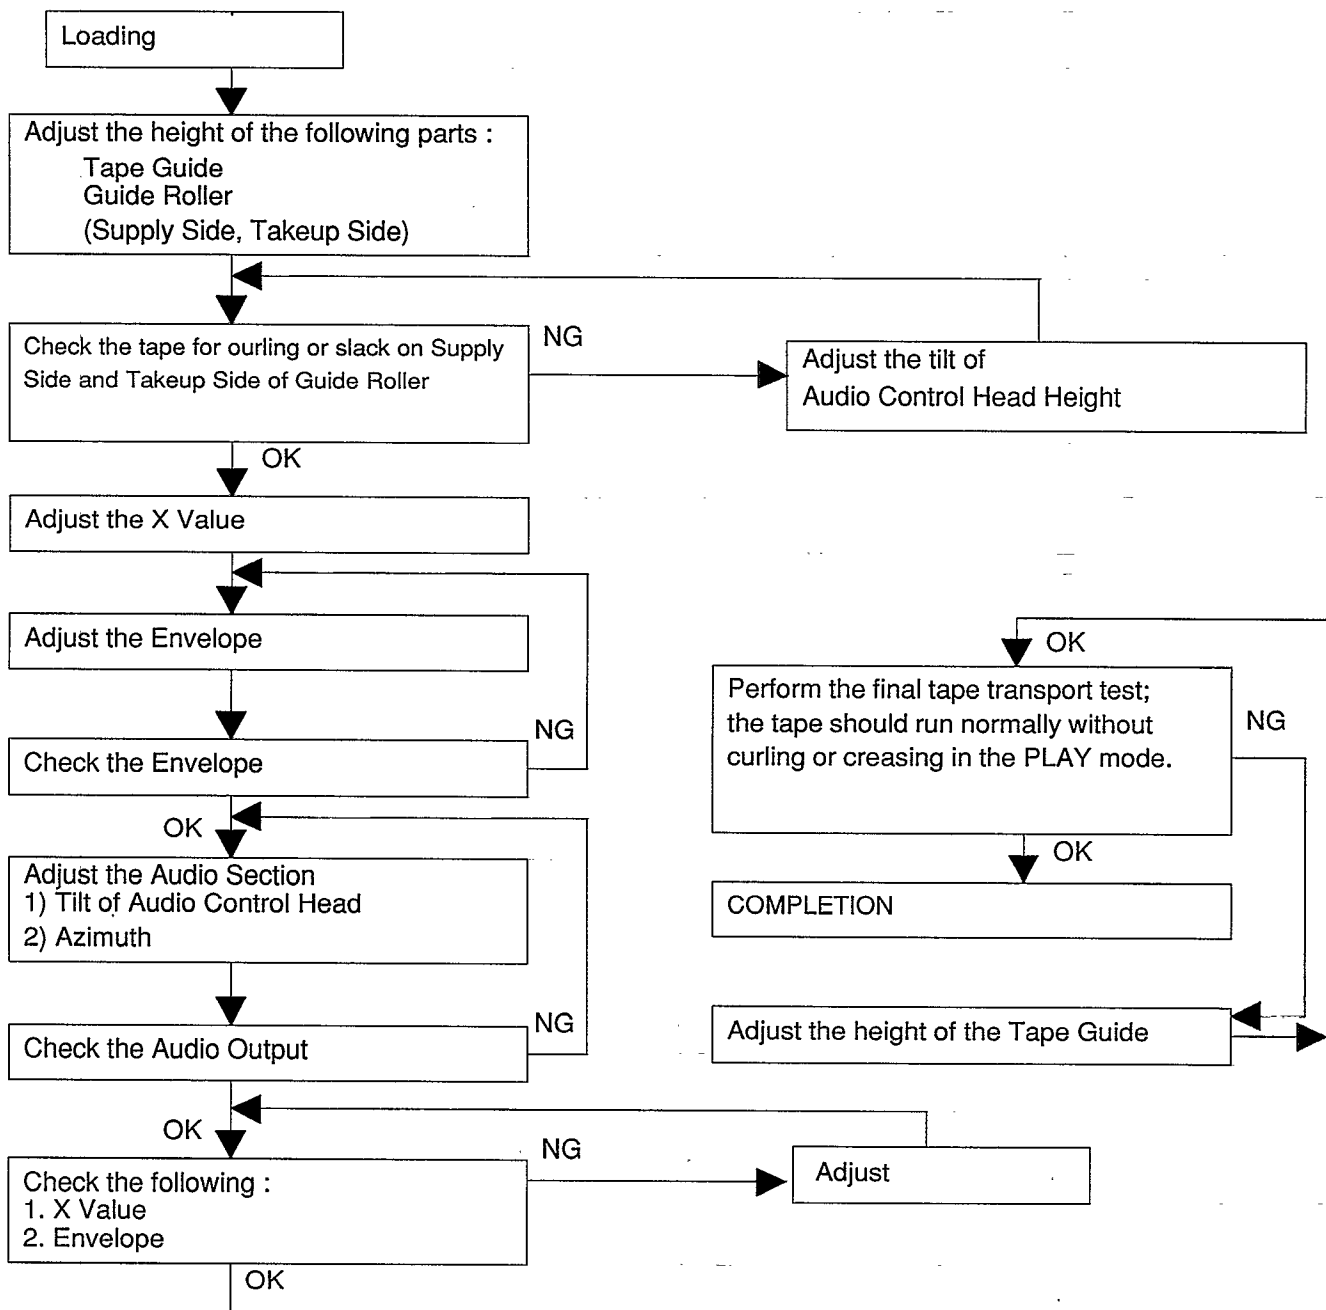 Loading
Adjust the height of the following parts :
Tape Guide
Guide Roller
(Supply Side, Takeup Side)
Check the tape for ourling or slack on Supply
Side and Takeup Side of Guide Roller
NG
Adjust the tilt of
Audio Control Head Height
OK
Adjust the X Value
Adjust the Envelope
Check the Envelope
NG
OK
Adjust the Audio Section
1) Tilt of Audio Control Head
2) Azimuth
Check the Audio Output
NG
OK
Check the following :
1. X Value
2. Envelope
NG
Adjust
OK
OK
Perform the final tape transport test;
the tape should run normally without
curling or creasing in the PLAY mode.
NG
OK
COMPLETION
Adjust the height of the Tape Guide